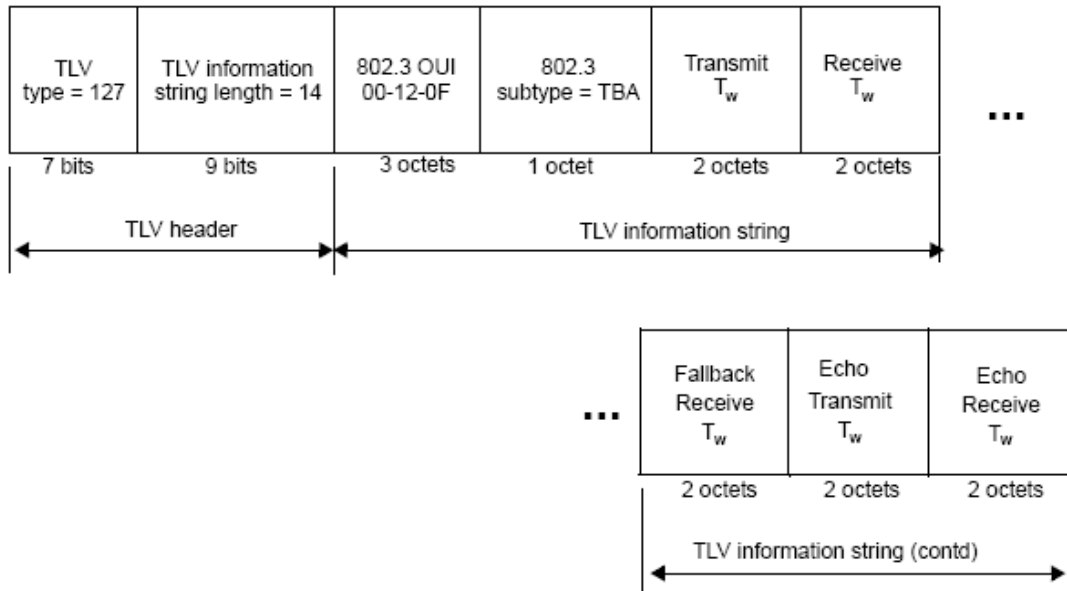 TLV
type = 127
TLV information
string length = 14
802.3 OUI
00-12-0F
802.3
subtype = TBA
Transmit
Tw
Receive
Tw
...
7 bits
9 bits
3 octets
1 octet
2 octets
2 octets
TLV header
TLV information string
...
Fallback
Receive
Tw
Echo
Transmit
Tw
Echo
Receive
Tw
2 octets
2 octets
2 octets
TLV information string (contd)